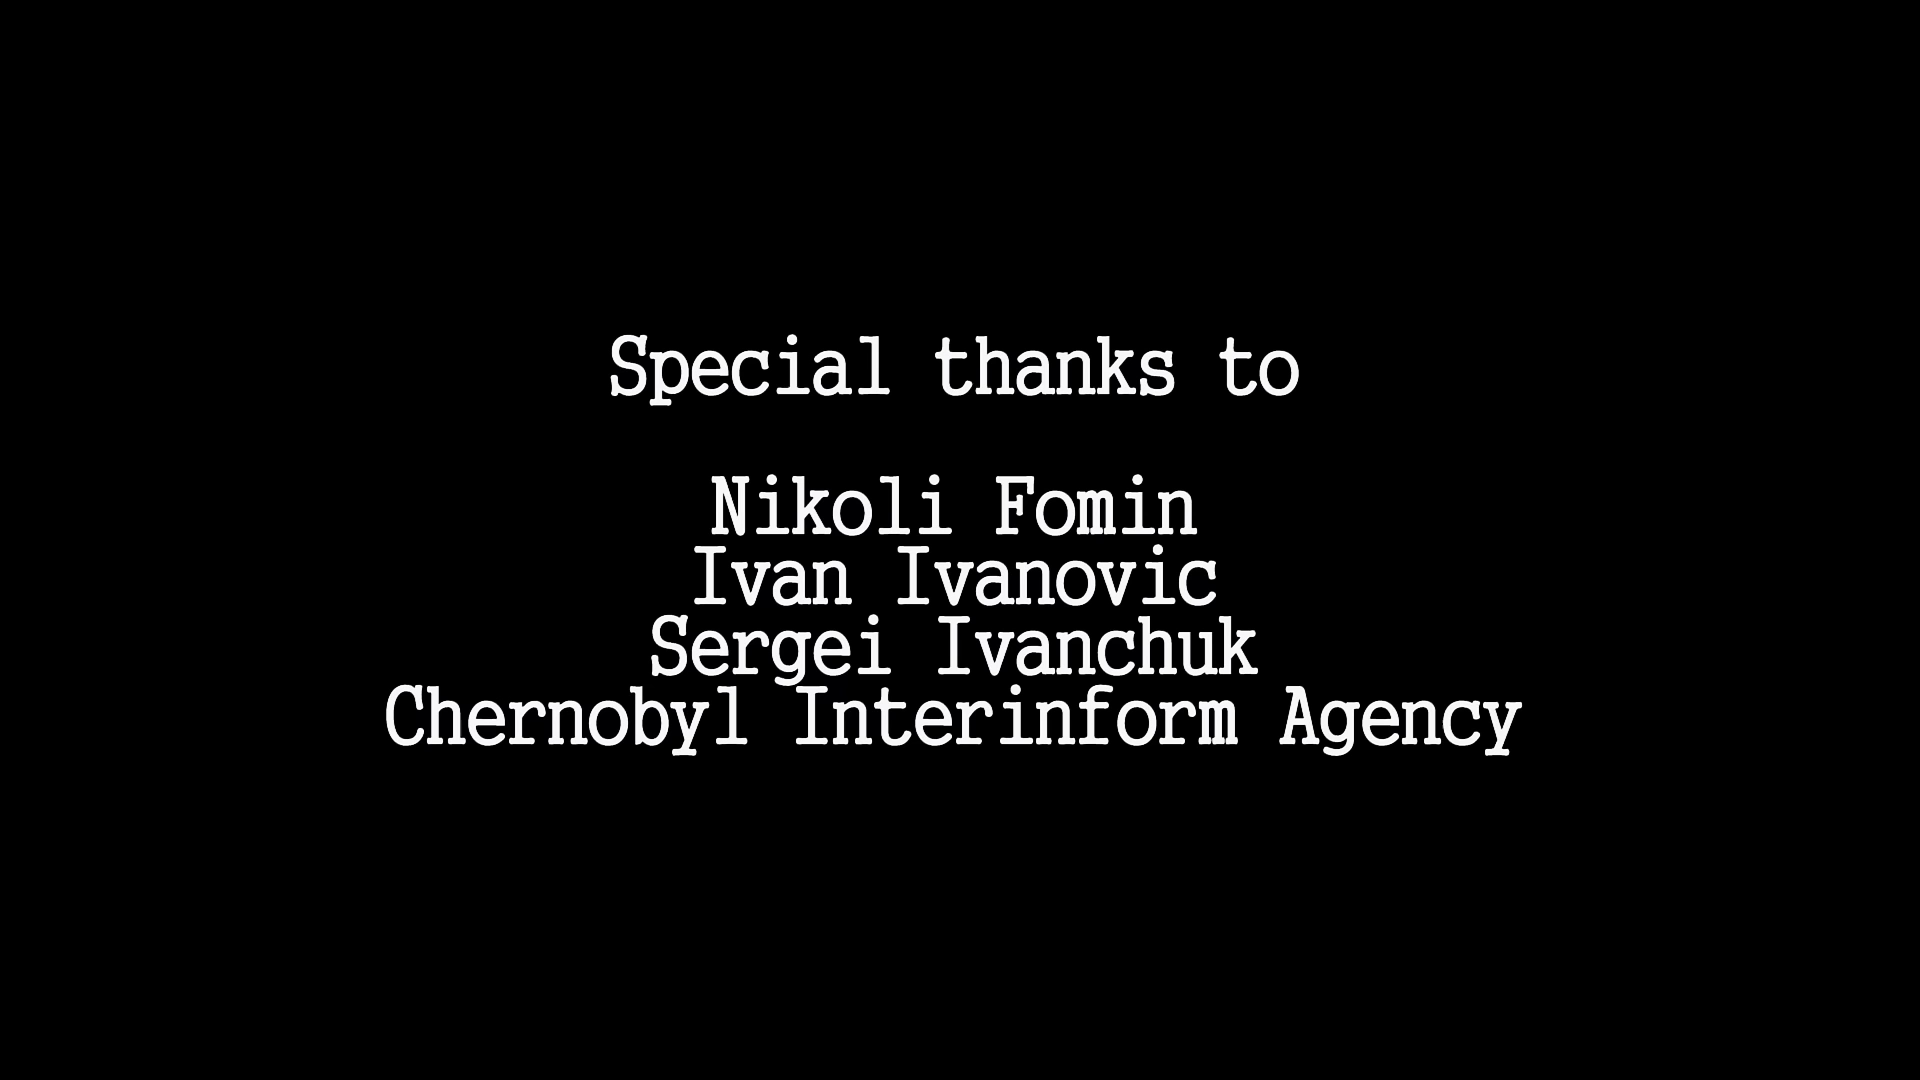 Special thanks to
Nikoli Fomin
Ivan Ivanovic
Sergei Ivanchuk
Chernobyl Interinform Agency